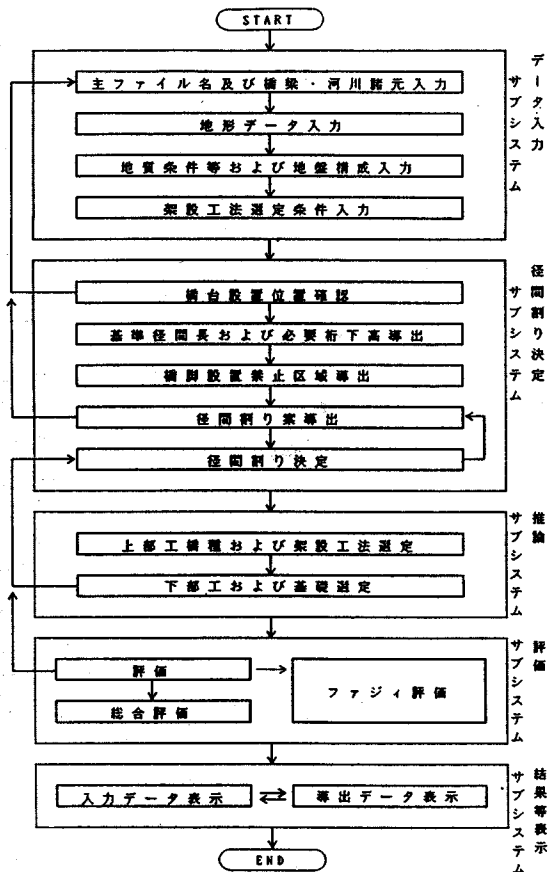 START
主ファイル名及び橋梁・河川諸元入力
地形データ入力
地質条件等および地盤構成入力
架設工法選定条件入力
データ入力
サブシステム
橋台設置位置確認
基準径間長および必要桁下高導出
橋脚設置禁止区域導出
径間割り案導出
径間割り決定
径間割り決定
サブシステム
上部工橋種および架設工法選定
下部工および基礎選定
推論
サブシステム
評価
ファジィ評価
総合評価
評価
サブシステム
入力データ表示
導出データ表示
結果等表示
サブシステム
END